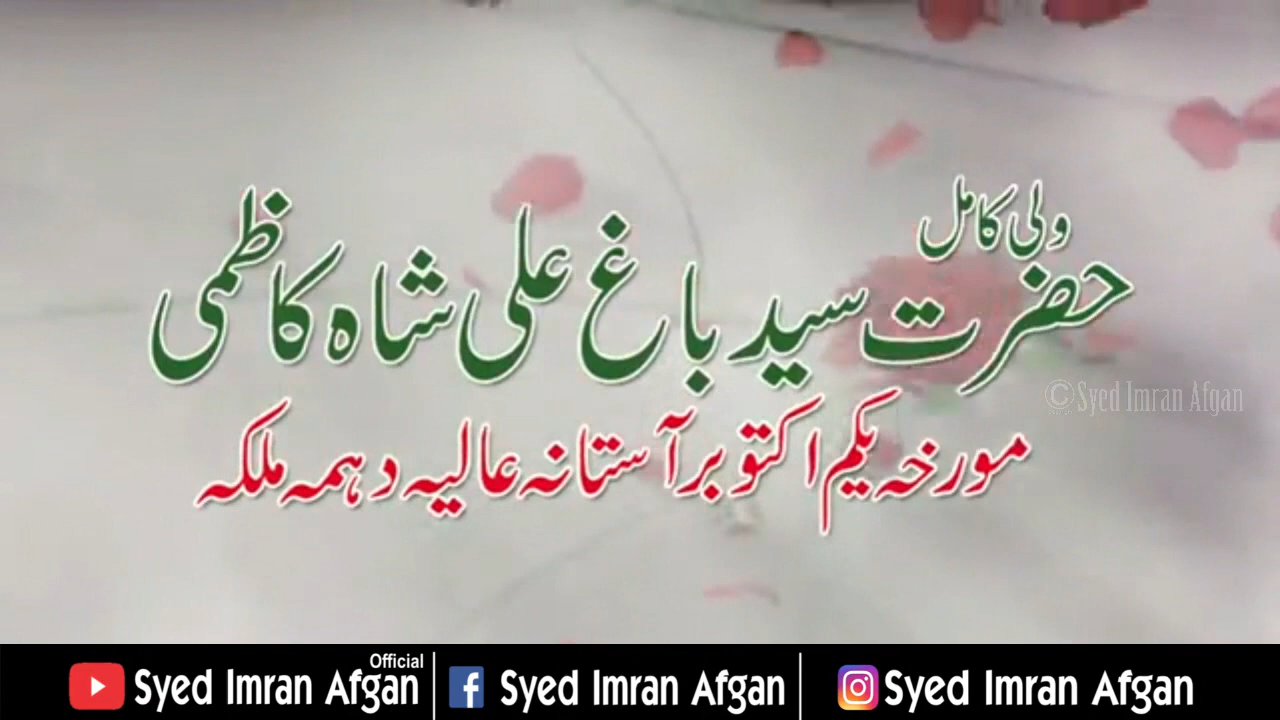 ولی کامل
حضرت سید باغ علی شاہ کاظمی
مورخہ یکم اکتوبر آستانہ عالیہ دہمہ ملکہ
©Syed Imran Afgan
Official
Syed Imran Afgan
Syed Imran Afgan
Syed Imran Afgan